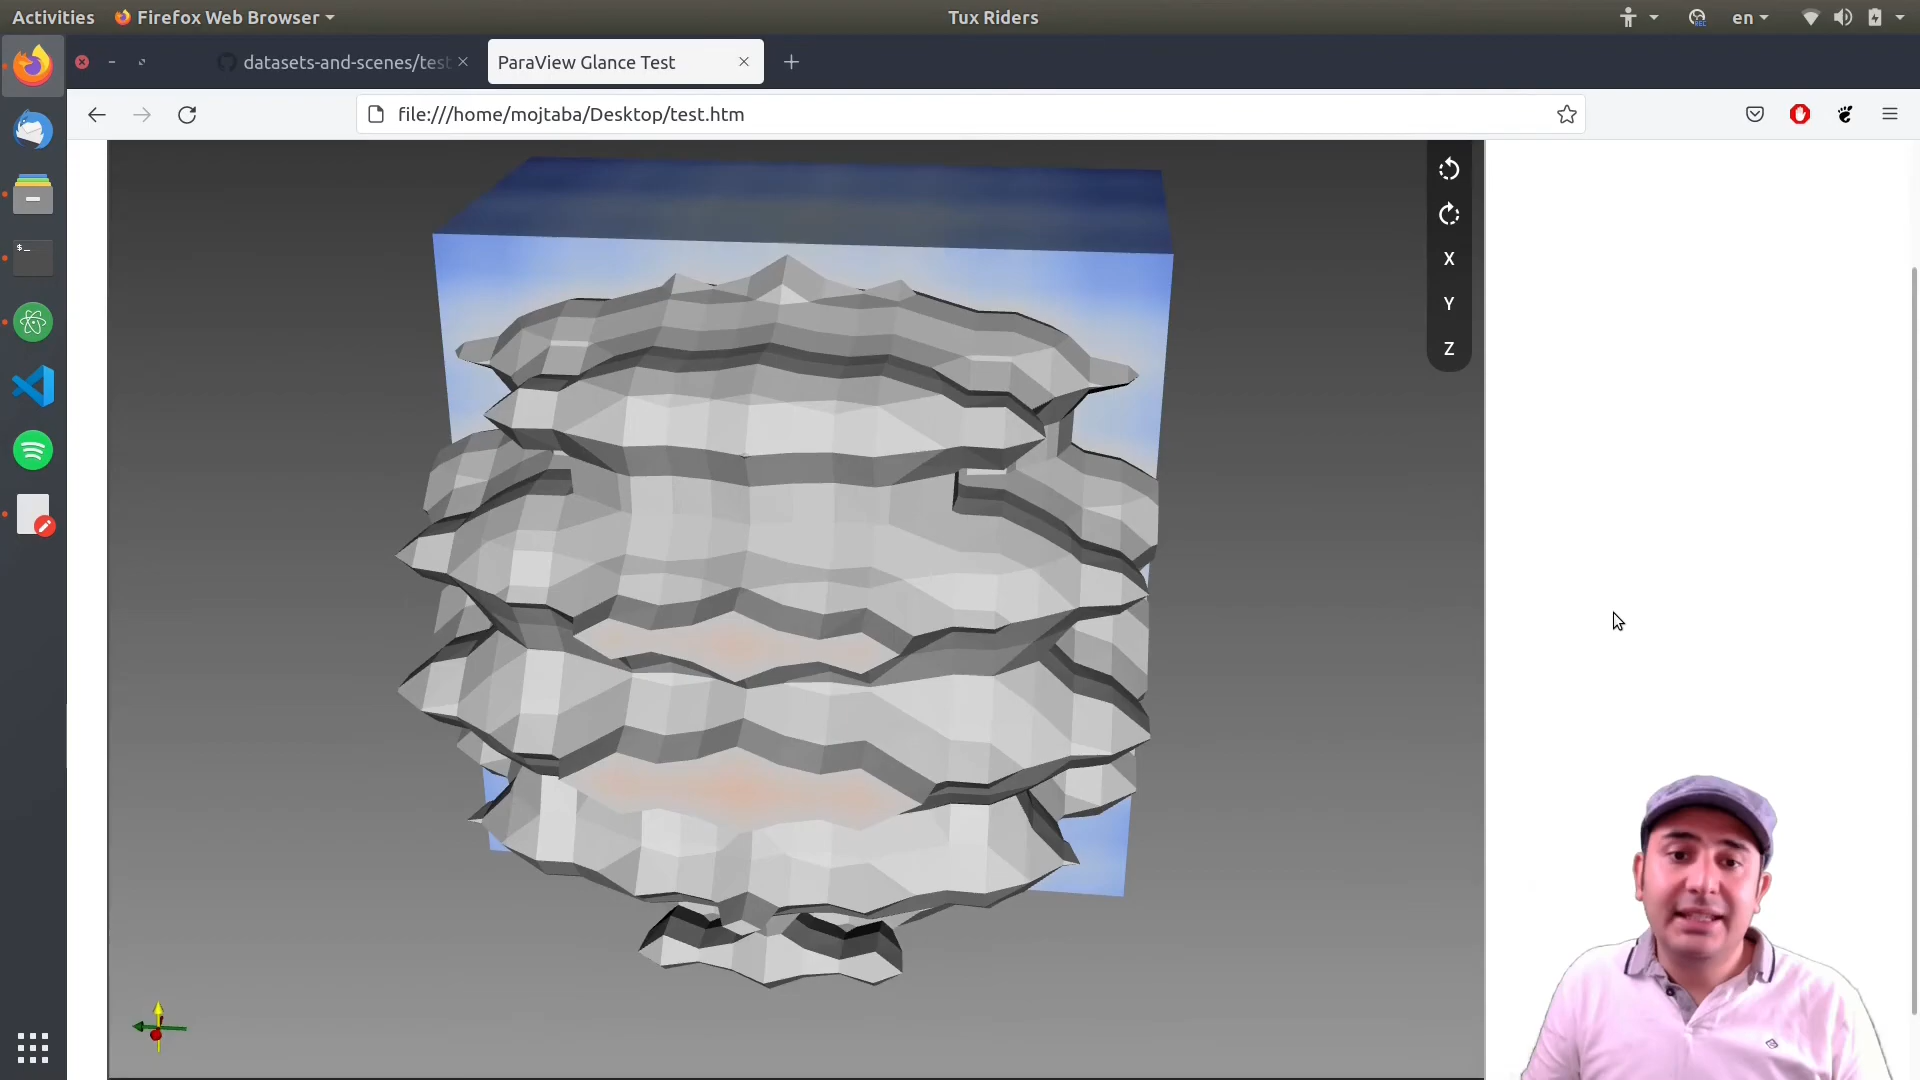 Activities
Firefox Web Browser
Tux Riders
en
datasets-and-scenes/test
ParaView Glance Test
file:///home/mojtaba/Desktop/test.htm
X
Y
Z